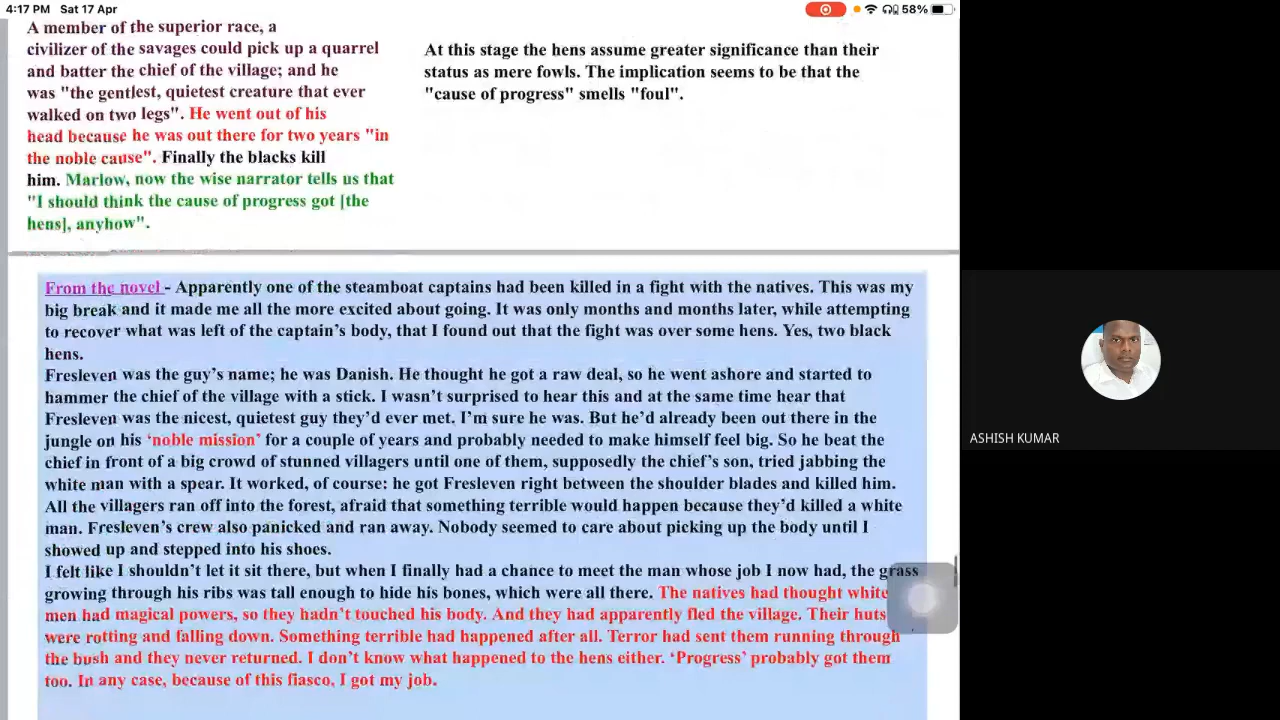 4:17 PM Sat 17 Apr
58%
A member of the superior race, a
civilizer of the savages could pick up a quarrel
and batter the chief of the village; and he
was "the gentlest, quietest creature that ever
walked on two legs". He went out of his
head because he was out there for two years "in
the noble cause". Finally the blacks kill
him. Marlow, now the wise narrator tells us that
"I should think the cause of progress got [the
hens], anyhow".
At this stage the hens assume greater significance than their
status as mere fowls. The implication seems to be that the
"cause of progress" smells "foul".
From the novel - Apparently one of the steamboat captains had been killed in a fight with the natives. This was my
big break and it made me all the more excited about going. It was only months and months later, while attempting
to recover what was left of the captain's body, that I found out that the fight was over some hens. Yes, two black
hens.
Fresleven was the guy's name; he was Danish. He thought he got a raw deal, so he went ashore and started to
hammer the chief of the village with a stick. I wasn't surprised to hear this and at the same time hear that
Fresleven was the nicest, quietest guy they'd ever met. I'm sure he was. But he'd already been out there in the
jungle on his 'noble mission' for a couple of years and probably needed to make himself feel big. So he beat the
chief in front of a big crowd of stunned villagers until one of them, supposedly the chief's son, tried jabbing the
white man with a spear. It worked, of course: he got Fresleven right between the shoulder blades and killed him.
All the villagers ran off into the forest, afraid that something terrible would happen because they'd killed a white
man. Fresleven's crew also panicked and ran away. Nobody seemed to care about picking up the body until I
showed up and stepped into his shoes.
I felt like I shouldn't let it sit there, but when I finally had a chance to meet the man whose job I now had, the grass
growing through his ribs was tall enough to hide his bones, which were all there. The natives had thought white
men had magical powers, so they hadn't touched his body. And they had apparently fled the village. Their huts
were rotting and falling down. Something terrible had happened after all. Terror had sent them running through
the bush and they never returned. I don't know what happened to the hens either. 'Progress' probably got them
too. In any case, because of this fiasco, I got my job.
ASHISH KUMAR